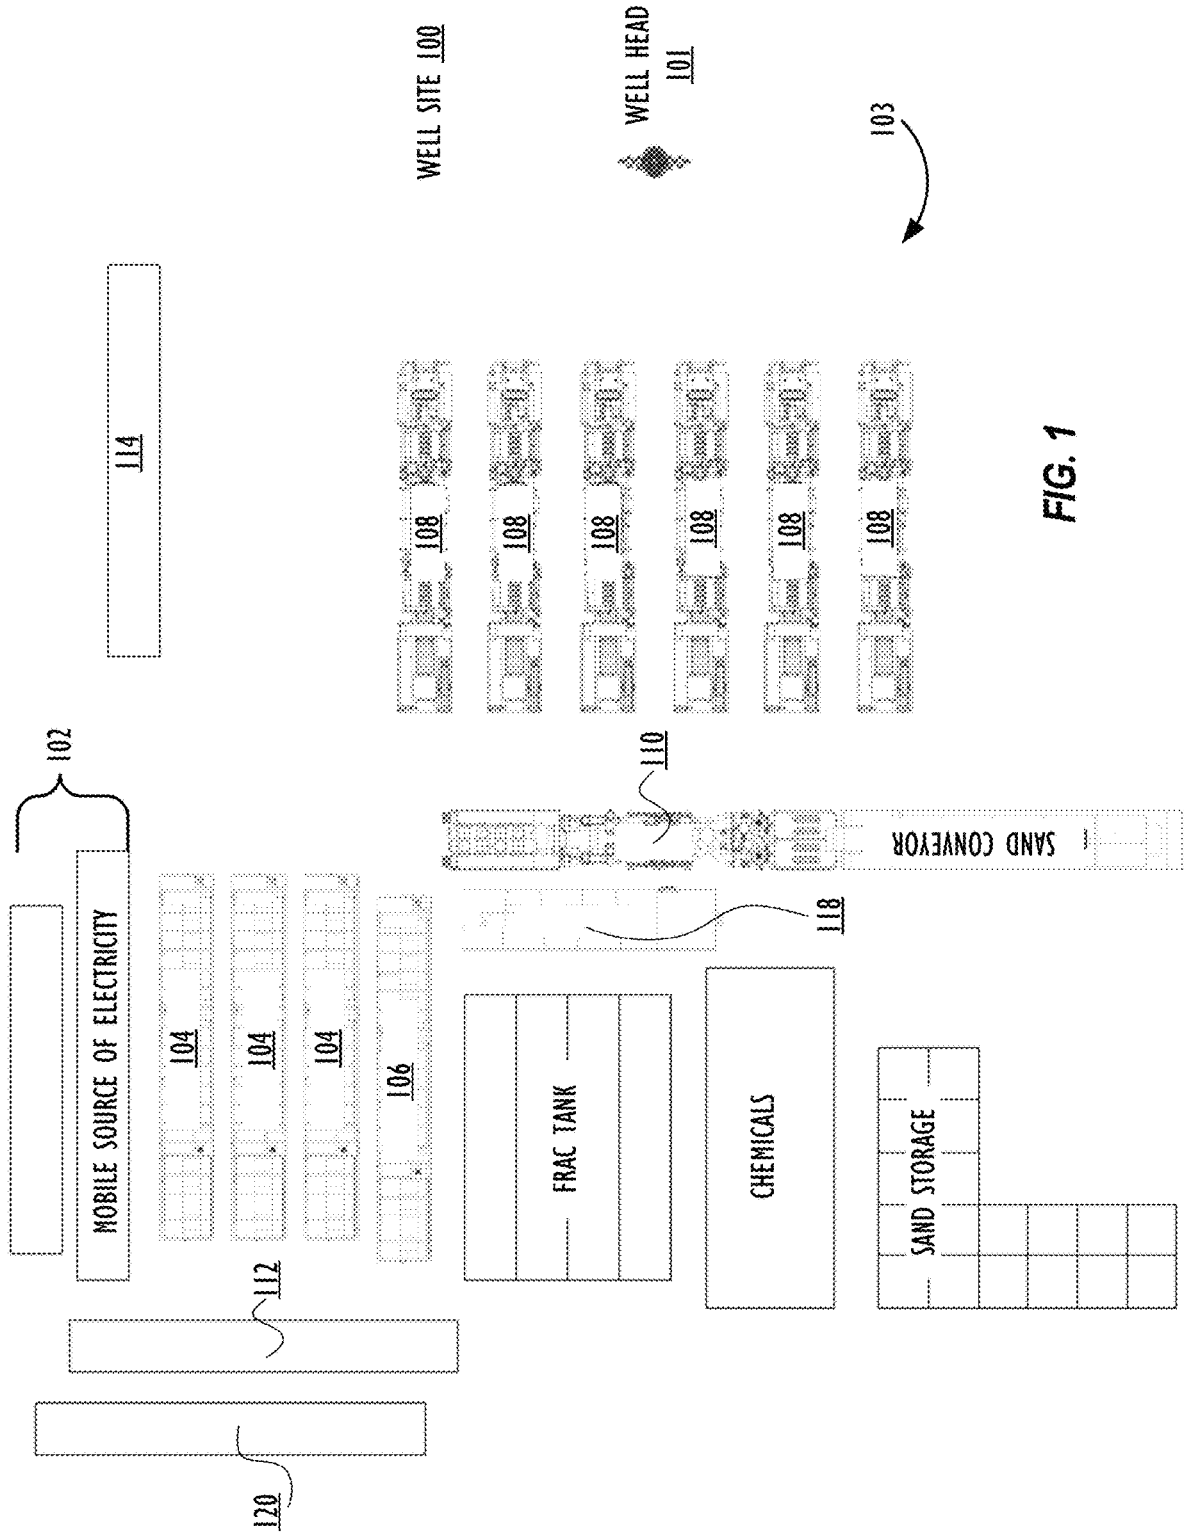 WELL SITE 100
WELL HEAD
101
103
114
108
108
108
108
108
108
102
MOBILE SOURCE OF ELECTRICITY
104
104
104
106
110
SAND CONVEYOR
118
FRAC TANK
CHEMICALS
SAND STORAGE
112
120
FIG. 1